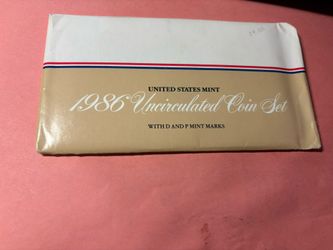 UNITED STATES MINT
1986 Uncirculated Coin Set
WITH D AND P MINT MARKS